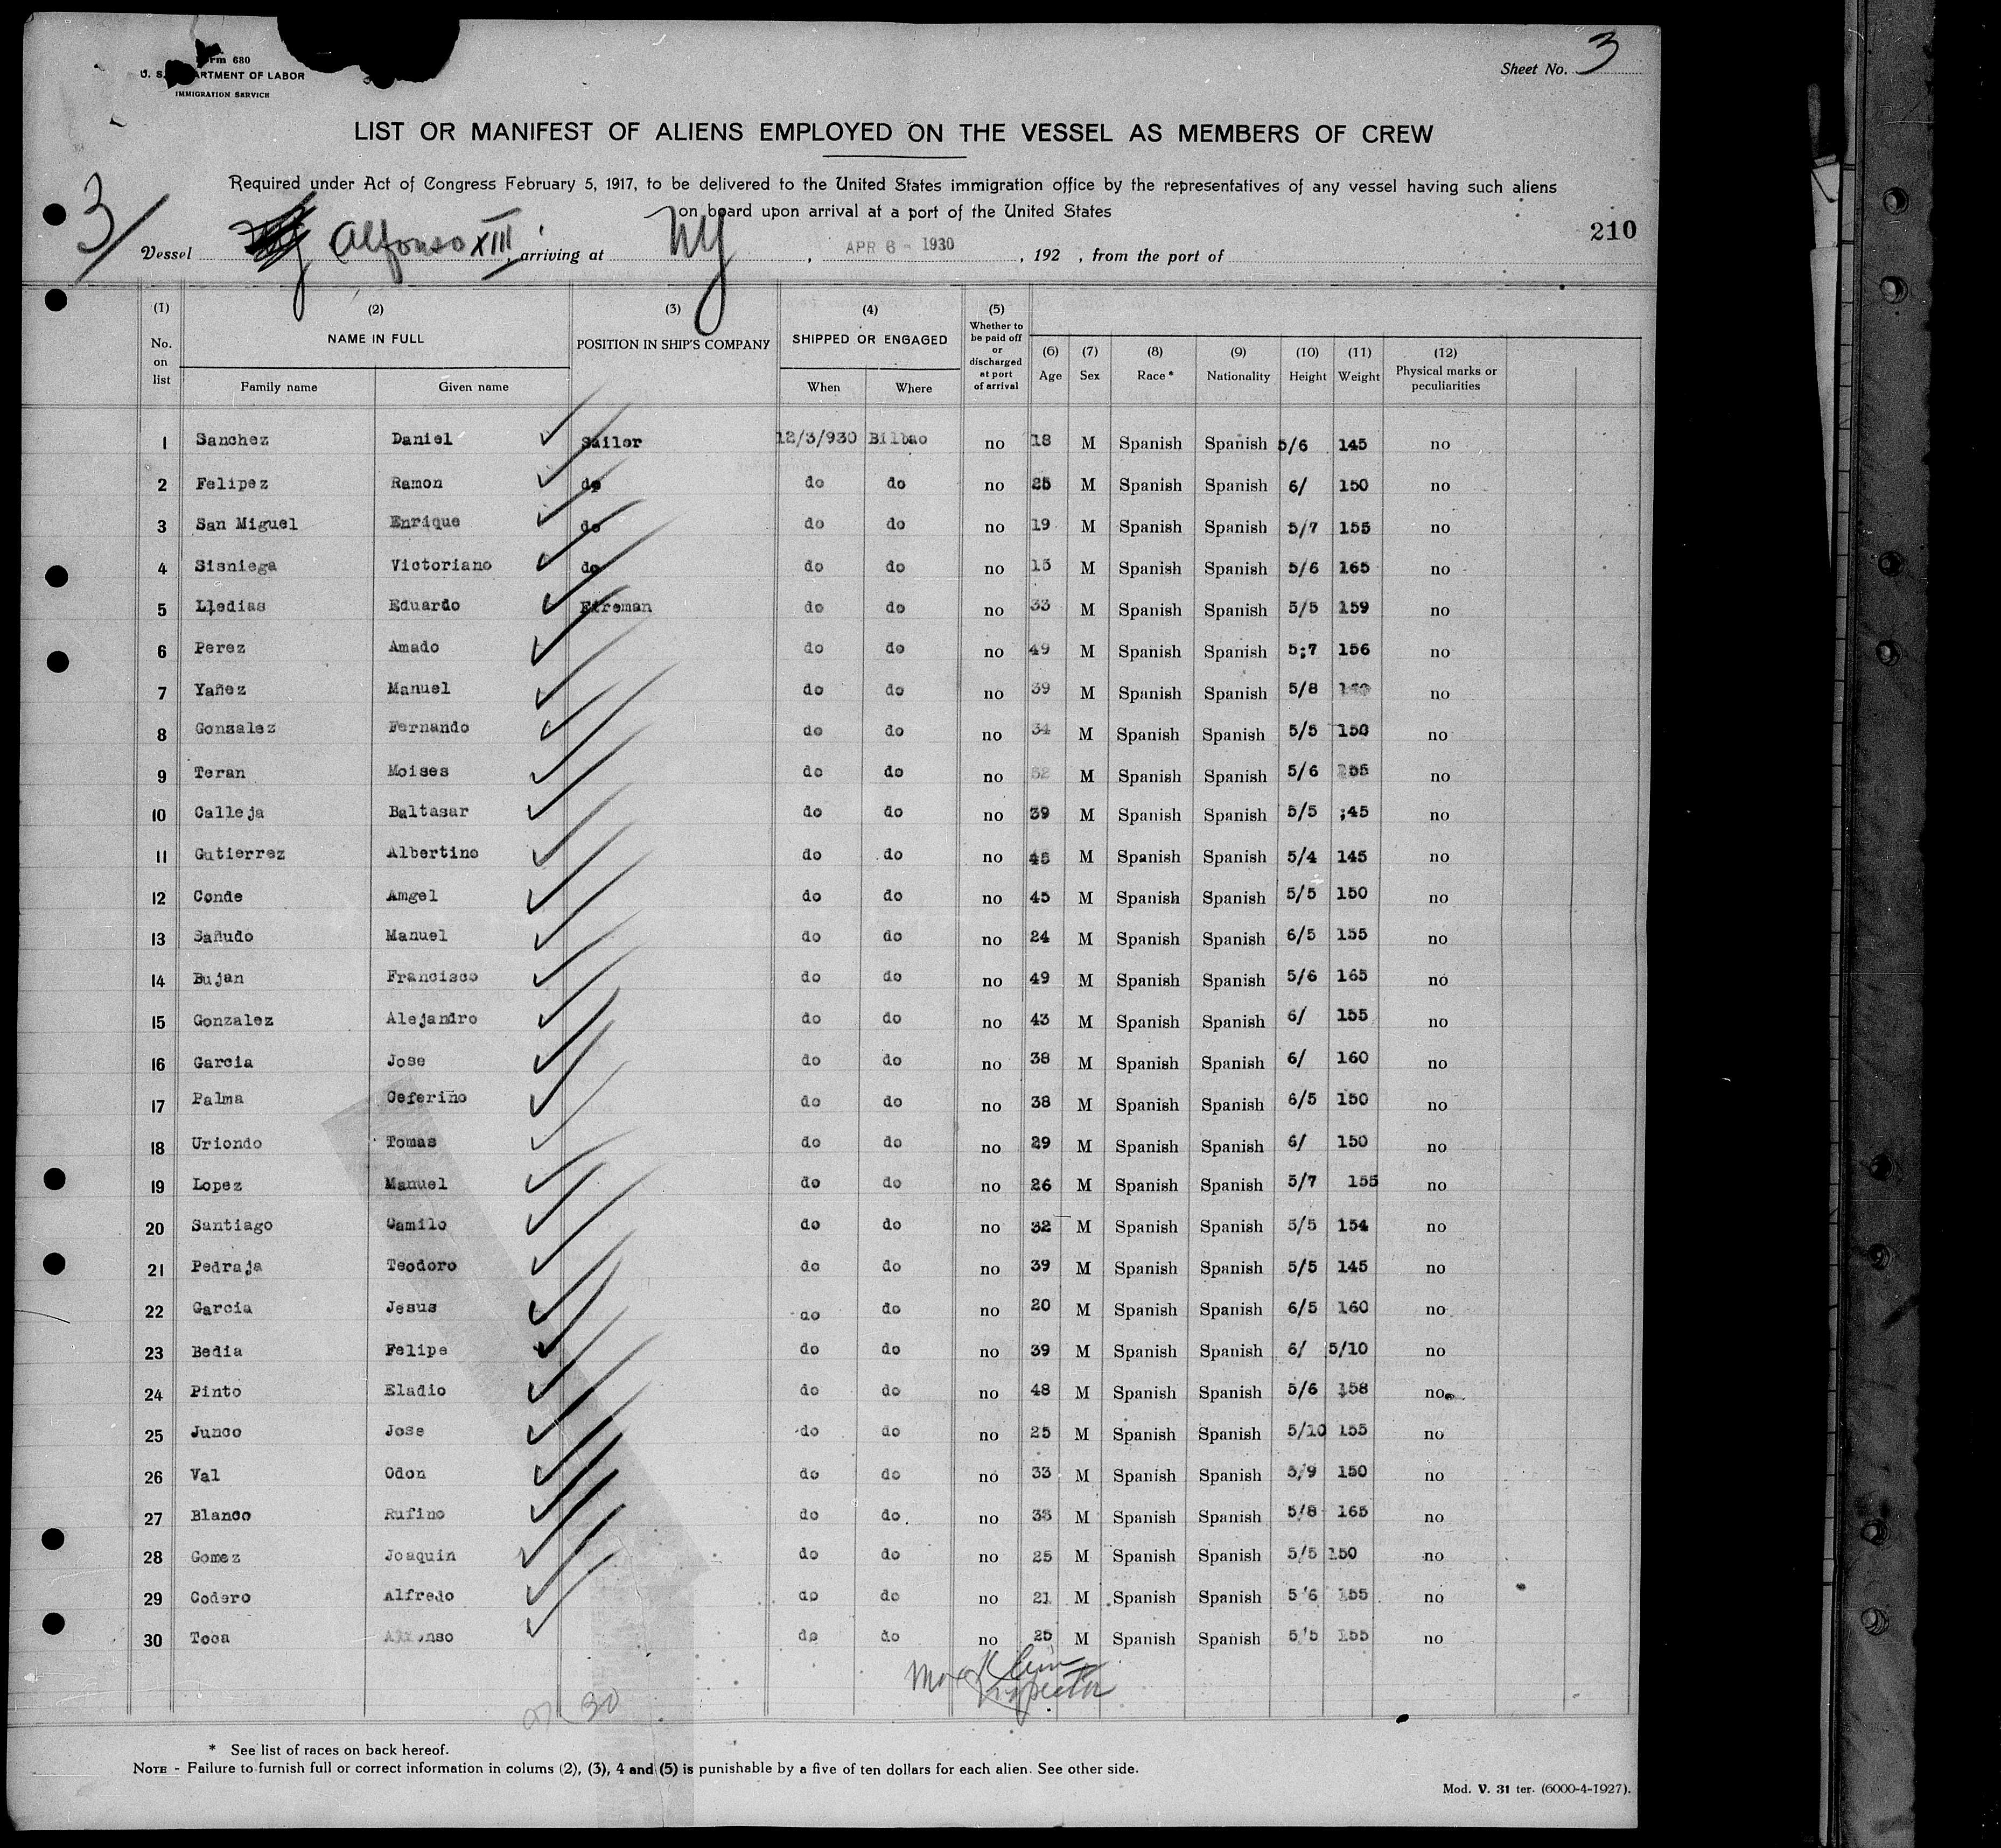 Form 680
U. S. DEPARTMENT OF LABOR
IMMIGRATION SERVICE
Sheet No. 3
LIST OR MANIFEST OF ALIENS EMPLOYED ON THE VESSEL AS MEMBERS OF CREW
Required under Act of Congress February 5, 1917, to be delivered to the United States immigration office by the representatives of any vessel having such aliens
on board upon arrival at a port of the United States
3/
210
Vessel Alfonso XIII, arriving at NY, APR 6 - 1930, 192 , from the port of
(1) No. on list (2) NAME IN FULL Family name Given name (3) POSITION IN SHIP'S COMPANY (4) SHIPPED OR ENGAGED When Where (5) Whether to be paid off or discharged at port of arrival (6) Age (7) Sex (8) Race * (9) Nationality (10) Height (11) Weight (12) Physical marks or peculiarities
1 Sanchez Daniel Sailor 12/3/930 Bilbao no 18 M Spanish Spanish 5/6 145 no
2 Felipez Ramon do do do no 25 M Spanish Spanish 6/ 150 no
3 San Miguel Enrique do do do no 19 M Spanish Spanish 5/7 155 no
4 Sisniega Victoriano do do do no M Spanish Spanish 5/6 165 no
5 Lledias Eduardo Fireman do do no 33 M Spanish Spanish 5/5 159 no
6 Perez Amado do do no 49 M Spanish Spanish 5;7 156 no
7 Yañez Manuel do do no 39 M Spanish Spanish 5/8 no
8 Gonzalez Fernando do do no 34 M Spanish Spanish 5/5 150 no
9 Teran Moises do do no M Spanish Spanish 5/6 no
10 Calleja Baltasar do do no 39 M Spanish Spanish 5/5 ;45 no
11 Gutierrez Albertino do do no 45 M Spanish Spanish 5/4 145 no
12 Conde Amgel do do no 45 M Spanish Spanish 5/5 150 no
13 Sañudo Manuel do do no 24 M Spanish Spanish 6/5 155 no
14 Bujan Francisco do do no 49 M Spanish Spanish 5/6 165 no
15 Gonzalez Alejandro do do no 43 M Spanish Spanish 6/ 155 no
16 Garcia Jose do do no 38 M Spanish Spanish 6/ 160 no
17 Palma Ceferino do do no 38 M Spanish Spanish 6/5 150 no
18 Uriondo Tomas do do no 29 M Spanish Spanish 6/ 150 no
19 Lopez Manuel do do no 26 M Spanish Spanish 5/7 155 no
20 Santiago Camilo do do no 32 M Spanish Spanish 5/5 154 no
21 Pedraja Teodoro do do no 39 M Spanish Spanish 5/5 145 no
22 Garcia Jesus do do no 20 M Spanish Spanish 6/5 160 no
23 Bedia Felipe do do no 39 M Spanish Spanish 6/ 5/10 no
24 Pinto Eladio do do no 48 M Spanish Spanish 5/6 158 no
25 Junco Jose do do no 25 M Spanish Spanish 5/10 155 no
26 Val Odon do do no 33 M Spanish Spanish 5/9 150 no
27 Blanco Rufino do do no M Spanish Spanish 5/8 165 no
28 Gomez Joaquin do do no 25 M Spanish Spanish 5/5 150 no
29 Codero Alfredo do do no 21 M Spanish Spanish 5'6 155 no
30 Toca Alfonso do do no 25 M Spanish Spanish 5'5 155 no
Klein
Inspector
30
* See list of races on back hereof.
NOTE - Failure to furnish full or correct information in colums (2), (3), 4 and (5) is punishable by a five of ten dollars for each alien. See other side.
Mod. V. 31 ter. (6000-4-1927).